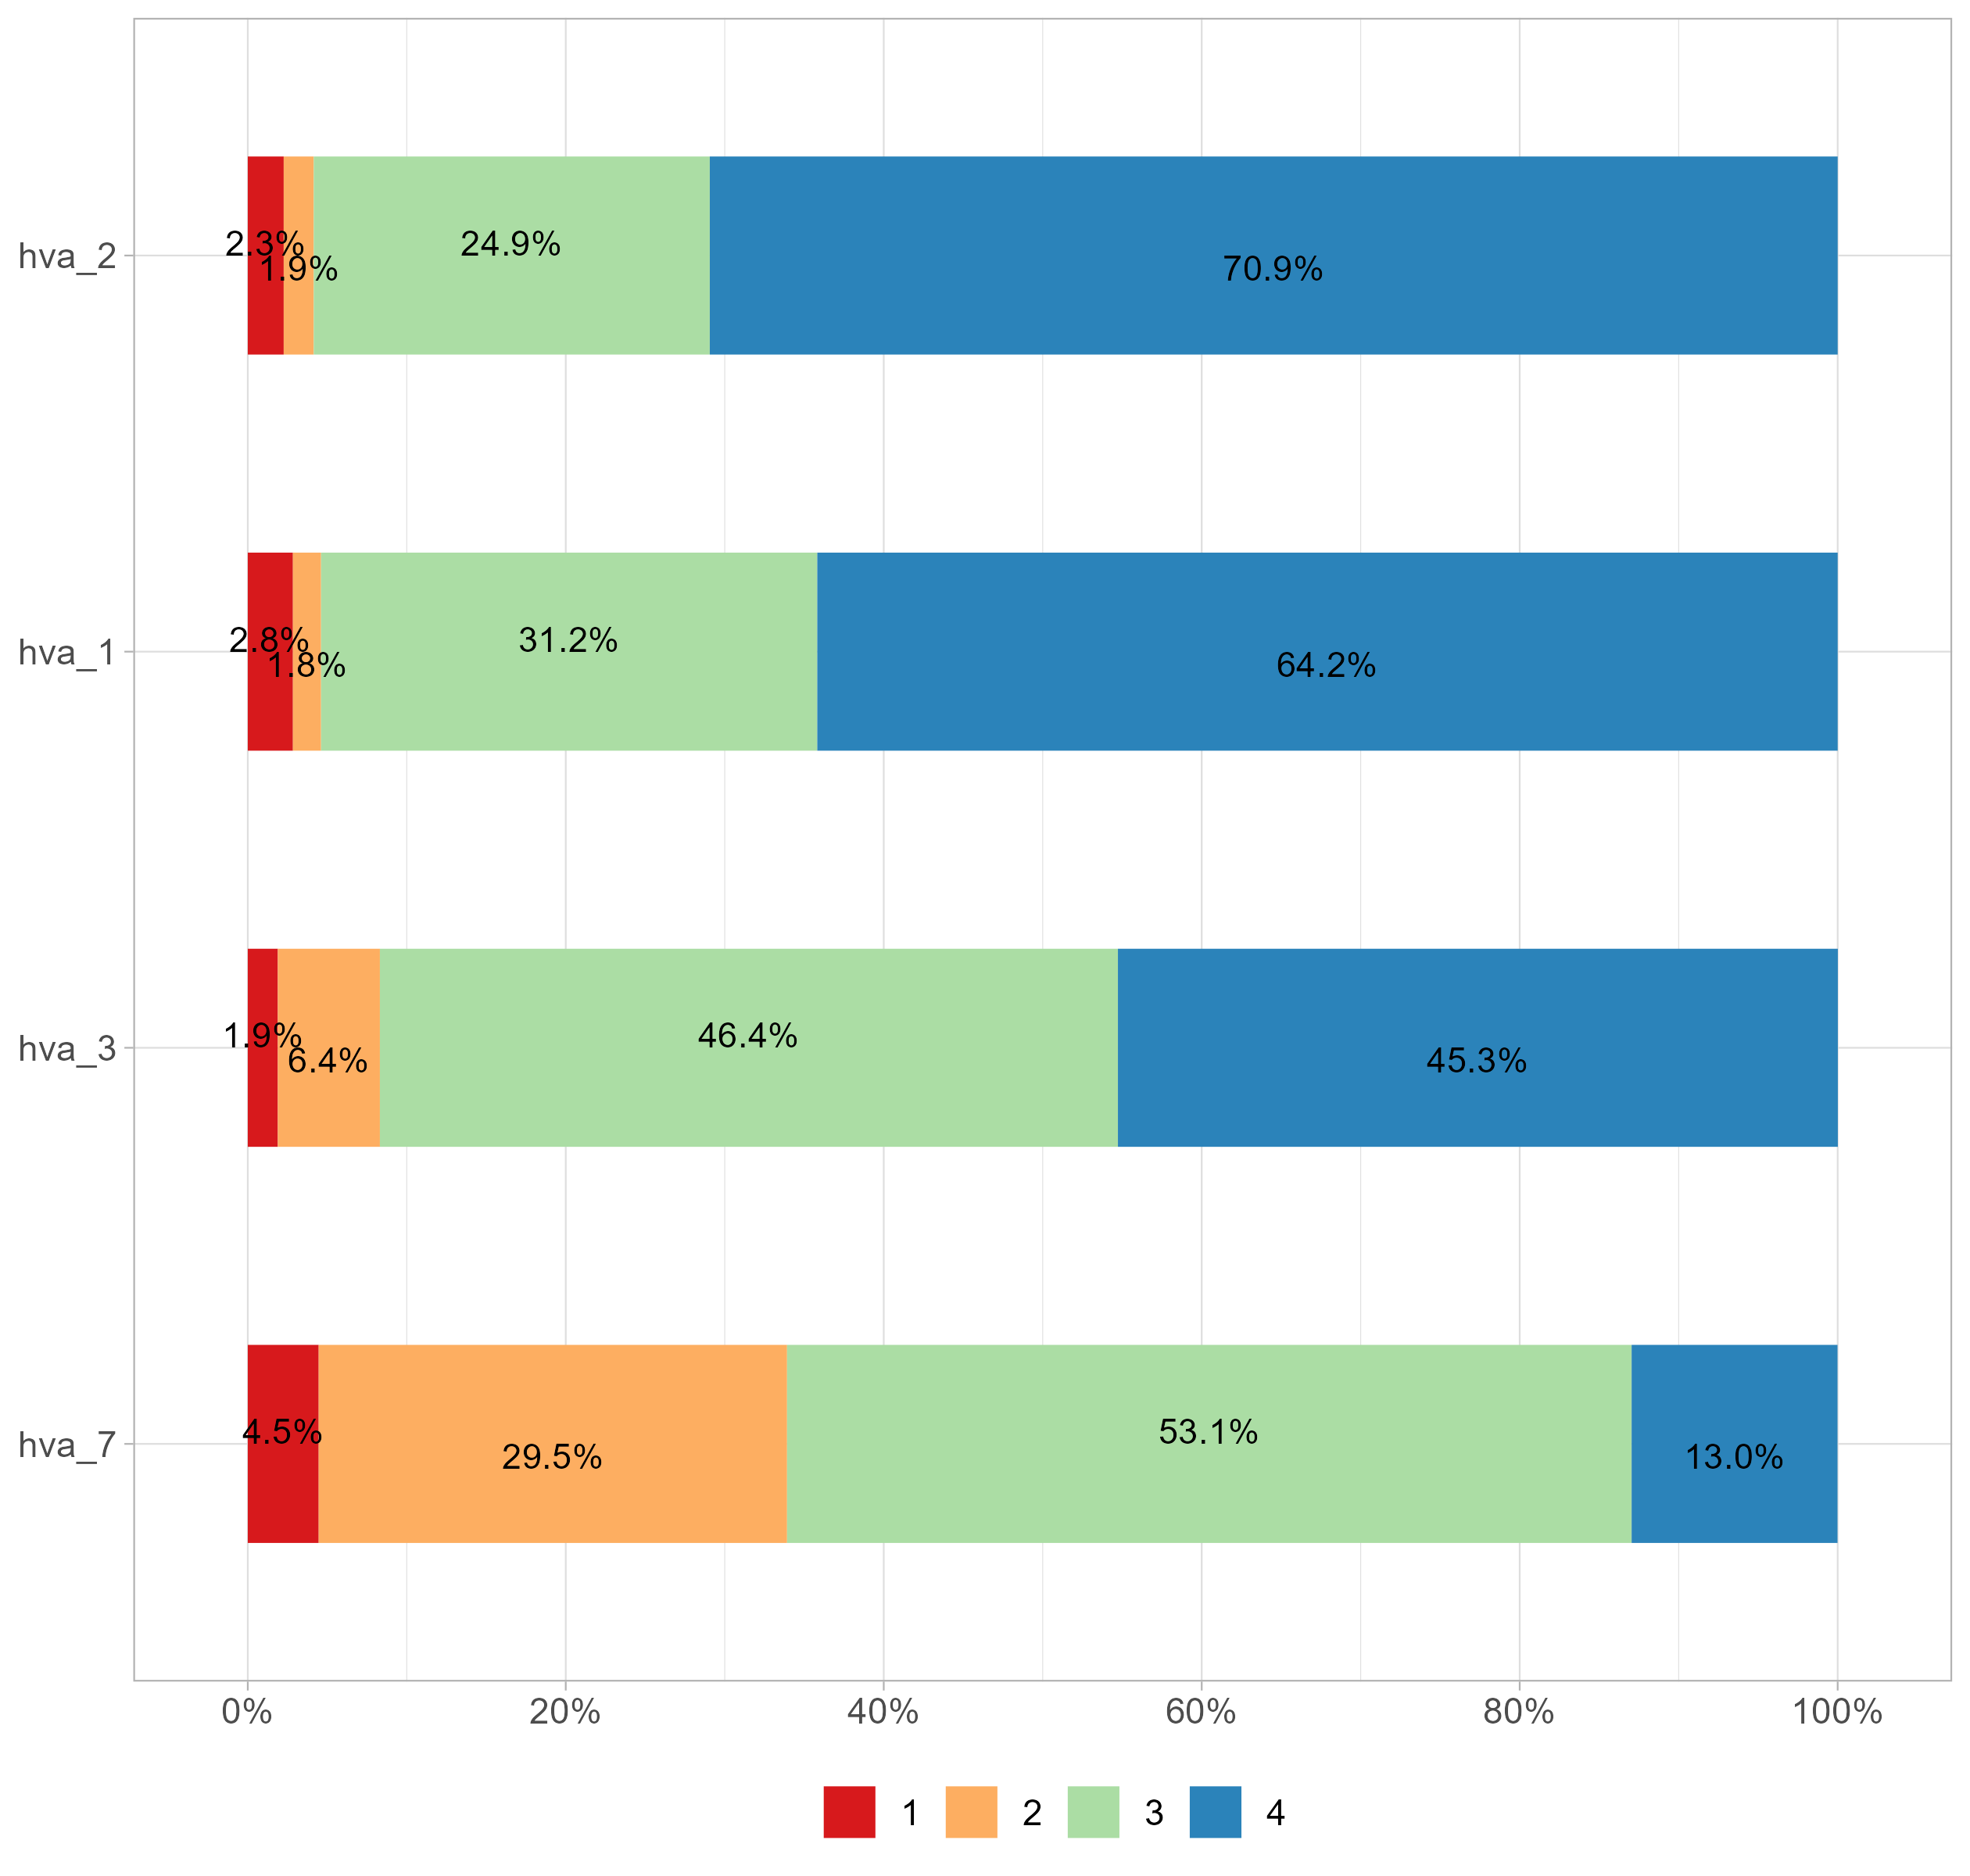 hva_2
2.3%
1.9%
24.9%
70.9%
hva_1
2.8%
1.8%
31.2%
64.2%
hva_3
1.9%
6.4%
46.4%
45.3%
hva_7
4.5%
29.5%
53.1%
13.0%
0% 20% 40% 60% 80% 100%
1 2 3 4